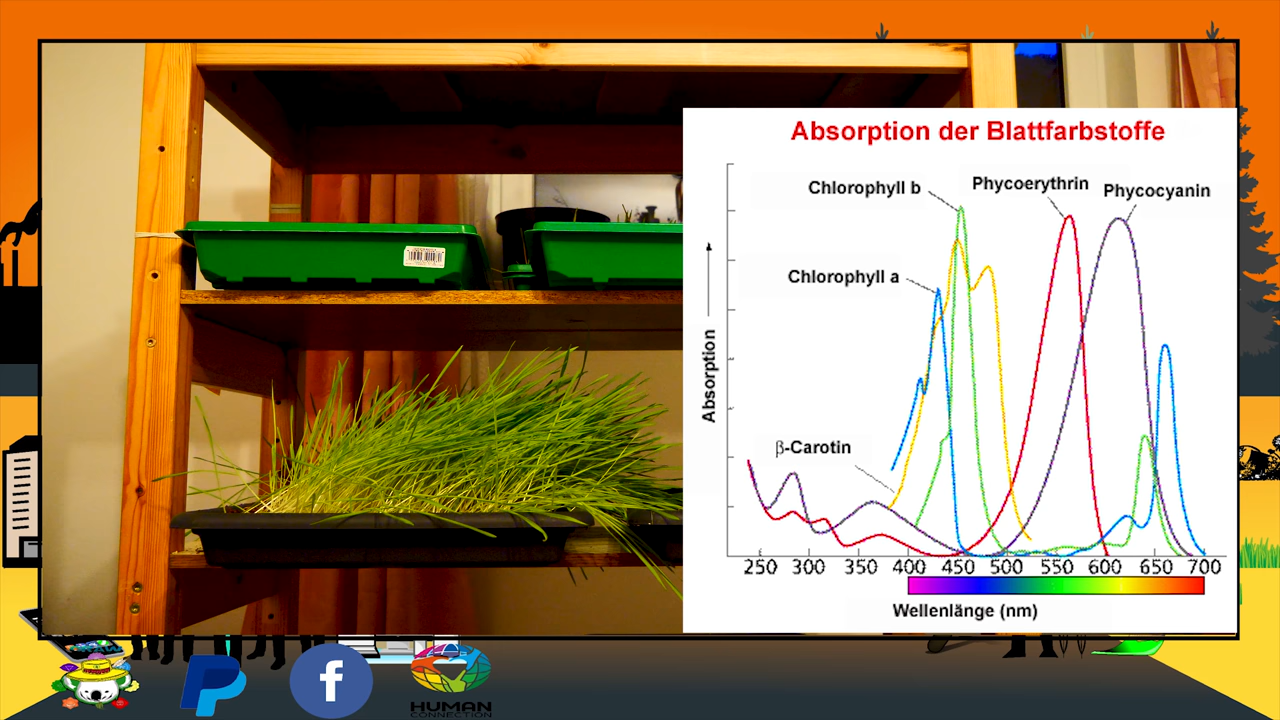 Absorption der Blattfarbstoffe
Chlorophyll b
Phycoerythrin
Phycocyanin
Chlorophyll a
β-Carotin
Absorption
250 300 350 400 450 500 550 600 650 700
Wellenlänge (nm)
f
HUMAN
CONNECTION